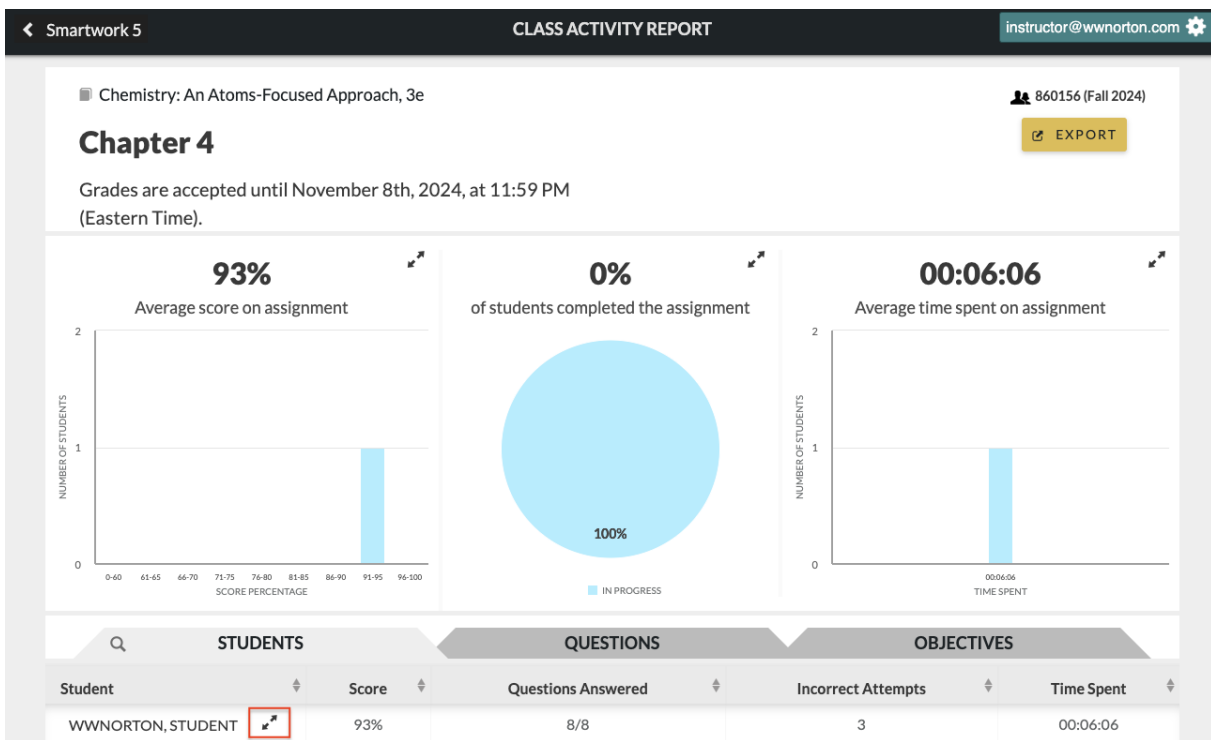 Smartwork 5
CLASS ACTIVITY REPORT
instructor@wwnorton.com
Chemistry: An Atoms-Focused Approach, 3e
860156 (Fall 2024)
Chapter 4
EXPORT
Grades are accepted until November 8th, 2024, at 11:59 PM
(Eastern Time).
93%
Average score on assignment
2
1
0
NUMBER OF STUDENTS
0-60 61-65 66-70 71-75 76-80 81-85 86-90 91-95 96-100
SCORE PERCENTAGE
0%
of students completed the assignment
100%
IN PROGRESS
00:06:06
Average time spent on assignment
2
1
0
NUMBER OF STUDENTS
00:06:06
TIME SPENT
STUDENTS QUESTIONS OBJECTIVES
Student Score Questions Answered Incorrect Attempts Time Spent
WWNORTON, STUDENT 93% 8/8 3 00:06:06